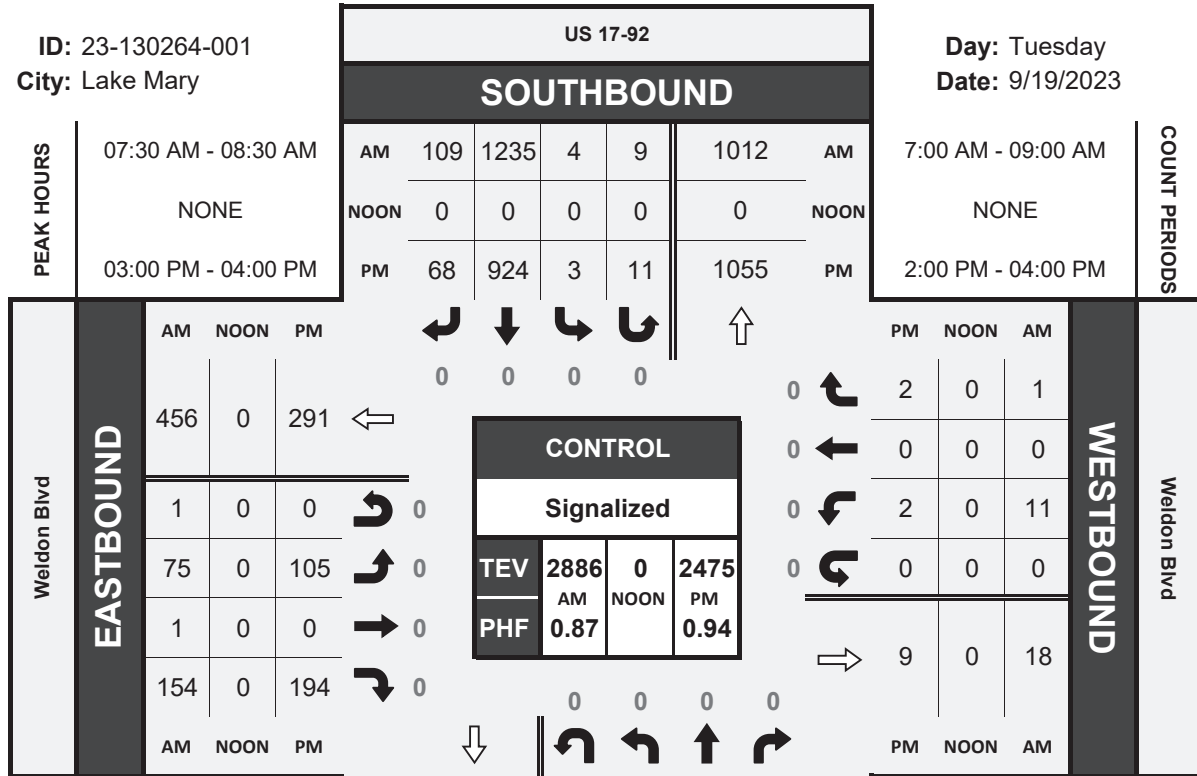 US 17-92
ID: 23-130264-001
Day: Tuesday
City: Lake Mary
Date: 9/19/2023
SOUTHBOUND
PEAK HOURS
07:30 AM - 08:30 AM
NONE
03:00 PM - 04:00 PM
AM 109 1235 4 9 1012 AM
NOON 0 0 0 0 0 NOON
PM 68 924 3 11 1055 PM
7:00 AM - 09:00 AM
NONE
2:00 PM - 04:00 PM
COUNT PERIODS
Weldon Blvd
EASTBOUND
AM NOON PM
456 0 291
1 0 0 0
75 0 105 0
1 0 0 0
154 0 194 0
AM NOON PM
0 0 0 0
CONTROL
Signalized
TEV 2886 0 2475
AM NOON PM
PHF 0.87 0.94
0 0 0 0
PM NOON AM
0 2 0 1
0 0 0 0
0 2 0 11
0 0 0 0
9 0 18
PM NOON AM
WESTBOUND
Weldon Blvd